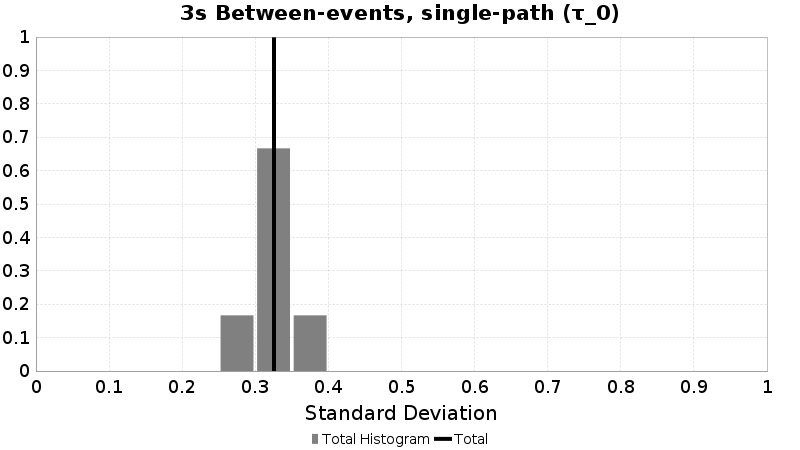 3s Between-events, single-path (τ_0)
1
0.9
0.8
0.7
0.6
0.5
0.4
0.3
0.2
0.1
0
0 0.1 0.2 0.3 0.4 0.5 0.6 0.7 0.8 0.9 1
Standard Deviation
Total Histogram Total